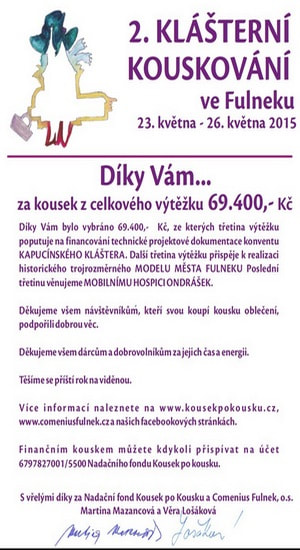 2. KLÁŠTERNÍ
KOUSKOVÁNÍ
ve Fulneku
23. května - 26. května 2015
Díky Vám...
za kousek z celkového výtěžku 69.400,- Kč
Díky Vám bylo vybráno 69.400,- Kč, ze kterých třetina výtěžku
poputuje na financování technické projektové dokumentace konventu
KAPUCÍNSKÉHO KLÁŠTERA. Další třetina výtěžku přispěje k realizaci
historického trojrozměrného MODELU MĚSTA FULNEKU Poslední
třetinu věnujeme MOBILNÍMU HOSPICI ONDRÁŠEK.
Děkujeme všem návštěvníkům, kteří svou koupí kousku oblečení,
podpořili dobrou věc.
Děkujeme všem dárcům a dobrovolníkům za jejich čas a energii.
Těšíme se příští rok na viděnou.
Více informací naleznete na www.kousekpokousku.cz,
www.comeniusfulnek.cz a našich facebookových stránkách.
Finančním kouskem můžete kdykoli přispívat na účet
6797827001/5500 Nadačního fondu Kousek po kousku.
S vřelými díky za Nadační fond Kousek po Kousku a Comenius Fulnek, o.s.
Martina Mazancová a Věra Lošáková